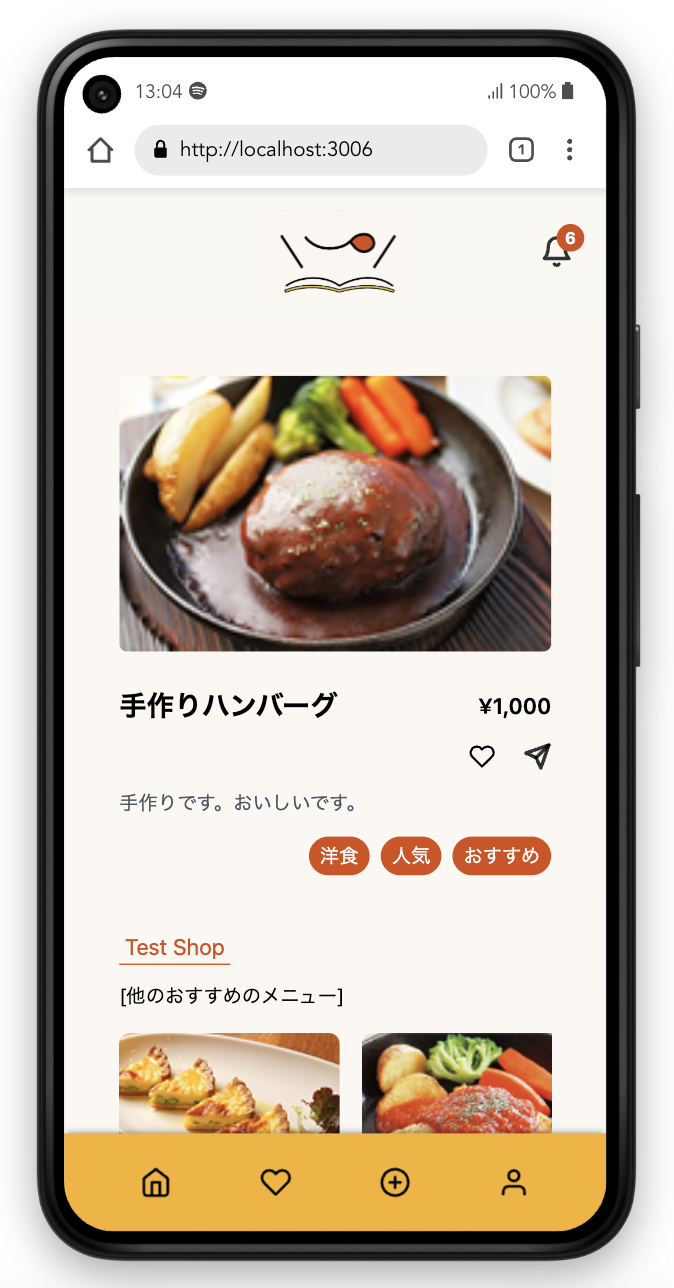 13:04 100%
http://localhost:3006 1
6
手作りハンバーグ ¥1,000
手作りです。おいしいです。
洋食 人気 おすすめ
Test Shop
[他のおすすめのメニュー]